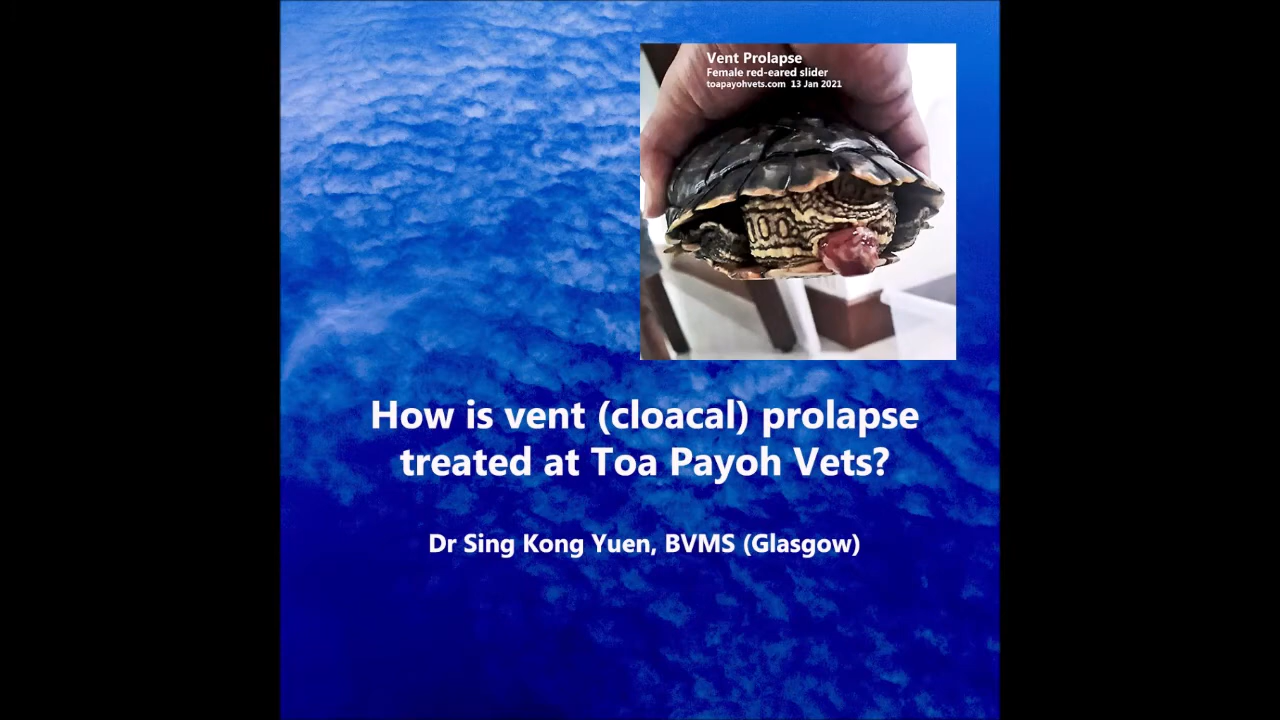 Vent Prolapse
Female red-eared slider
toapayohvets.com 13 Jan 2021
How is vent (cloacal) prolapse
treated at Toa Payoh Vets?
Dr Sing Kong Yuen, BVMS (Glasgow)